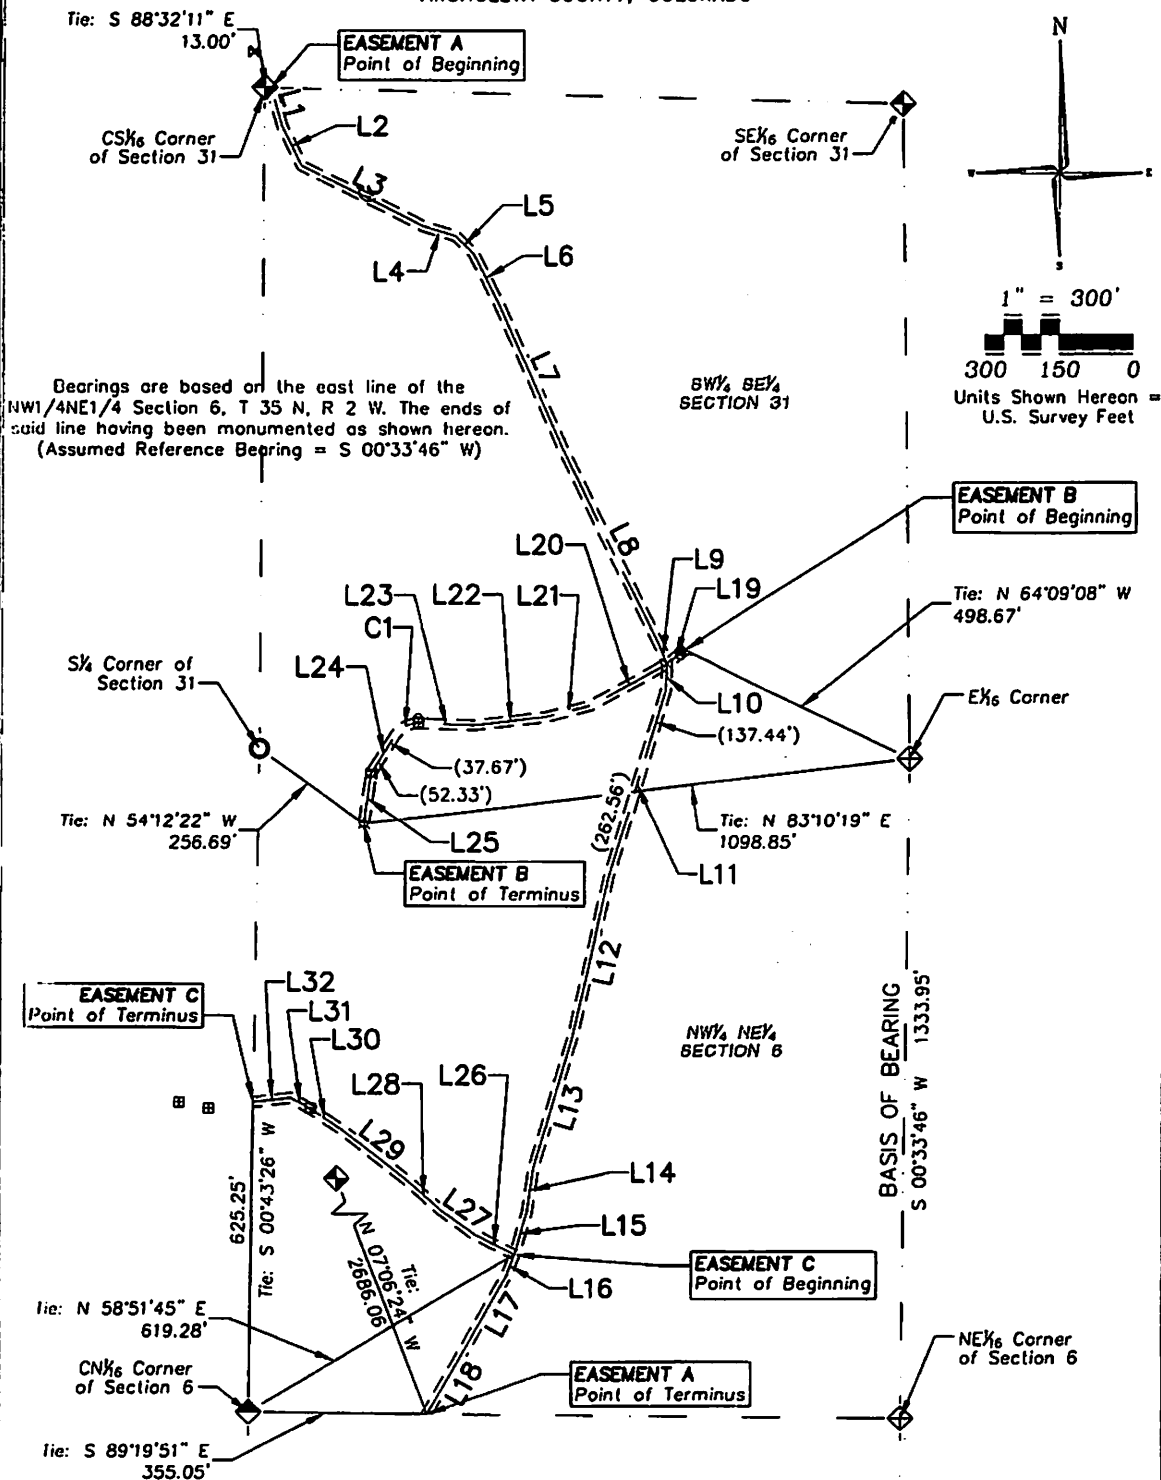 Tie: S 88°32'11" E
13.00'
EASEMENT A
Point of Beginning
N
CS1/16 Corner
of Section 31
L1
L2
SE1/16 Corner
of Section 31
W
E
S
L3
L5
L4
L6
1" = 300'
300 150 0
Units Shown Hereon =
U.S. Survey Feet
L7
Bearings are based on the east line of the
NW1/4NE1/4 Section 6, T 35 N, R 2 W. The ends of
said line having been monumented as shown hereon.
(Assumed Reference Bearing = S 00°33'46" W)
SW1/4 SE1/4
SECTION 31
EASEMENT B
Point of Beginning
L8
L20
L9
L19
L23
L22
L21
C1
Tie: N 64°09'08" W
498.67'
S1/4 Corner of
Section 31
L24
L10
E1/16 Corner
(137.44')
(37.67')
(52.33')
(262.56')
Tie: N 54°12'22" W
256.69'
L25
Tie: N 83°10'19" E
1098.85'
L11
EASEMENT B
Point of Terminus
L12
L32
EASEMENT C
Point of Terminus
L31
L30
NW1/4 NE1/4
SECTION 6
BASIS OF BEARING
S 00°33'46" W 1333.95'
L28
L26
L13
L29
L14
L27
L15
625.25'
Tie: S 00°43'26" W
Tie:
N 07°06'24" W
2686.06
EASEMENT C
Point of Beginning
L16
L17
Tie: N 58°51'45" E
619.28'
CN1/16 Corner
of Section 6
NE1/16 Corner
of Section 6
L18
EASEMENT A
Point of Terminus
Tie: S 89°19'51" E
355.05'